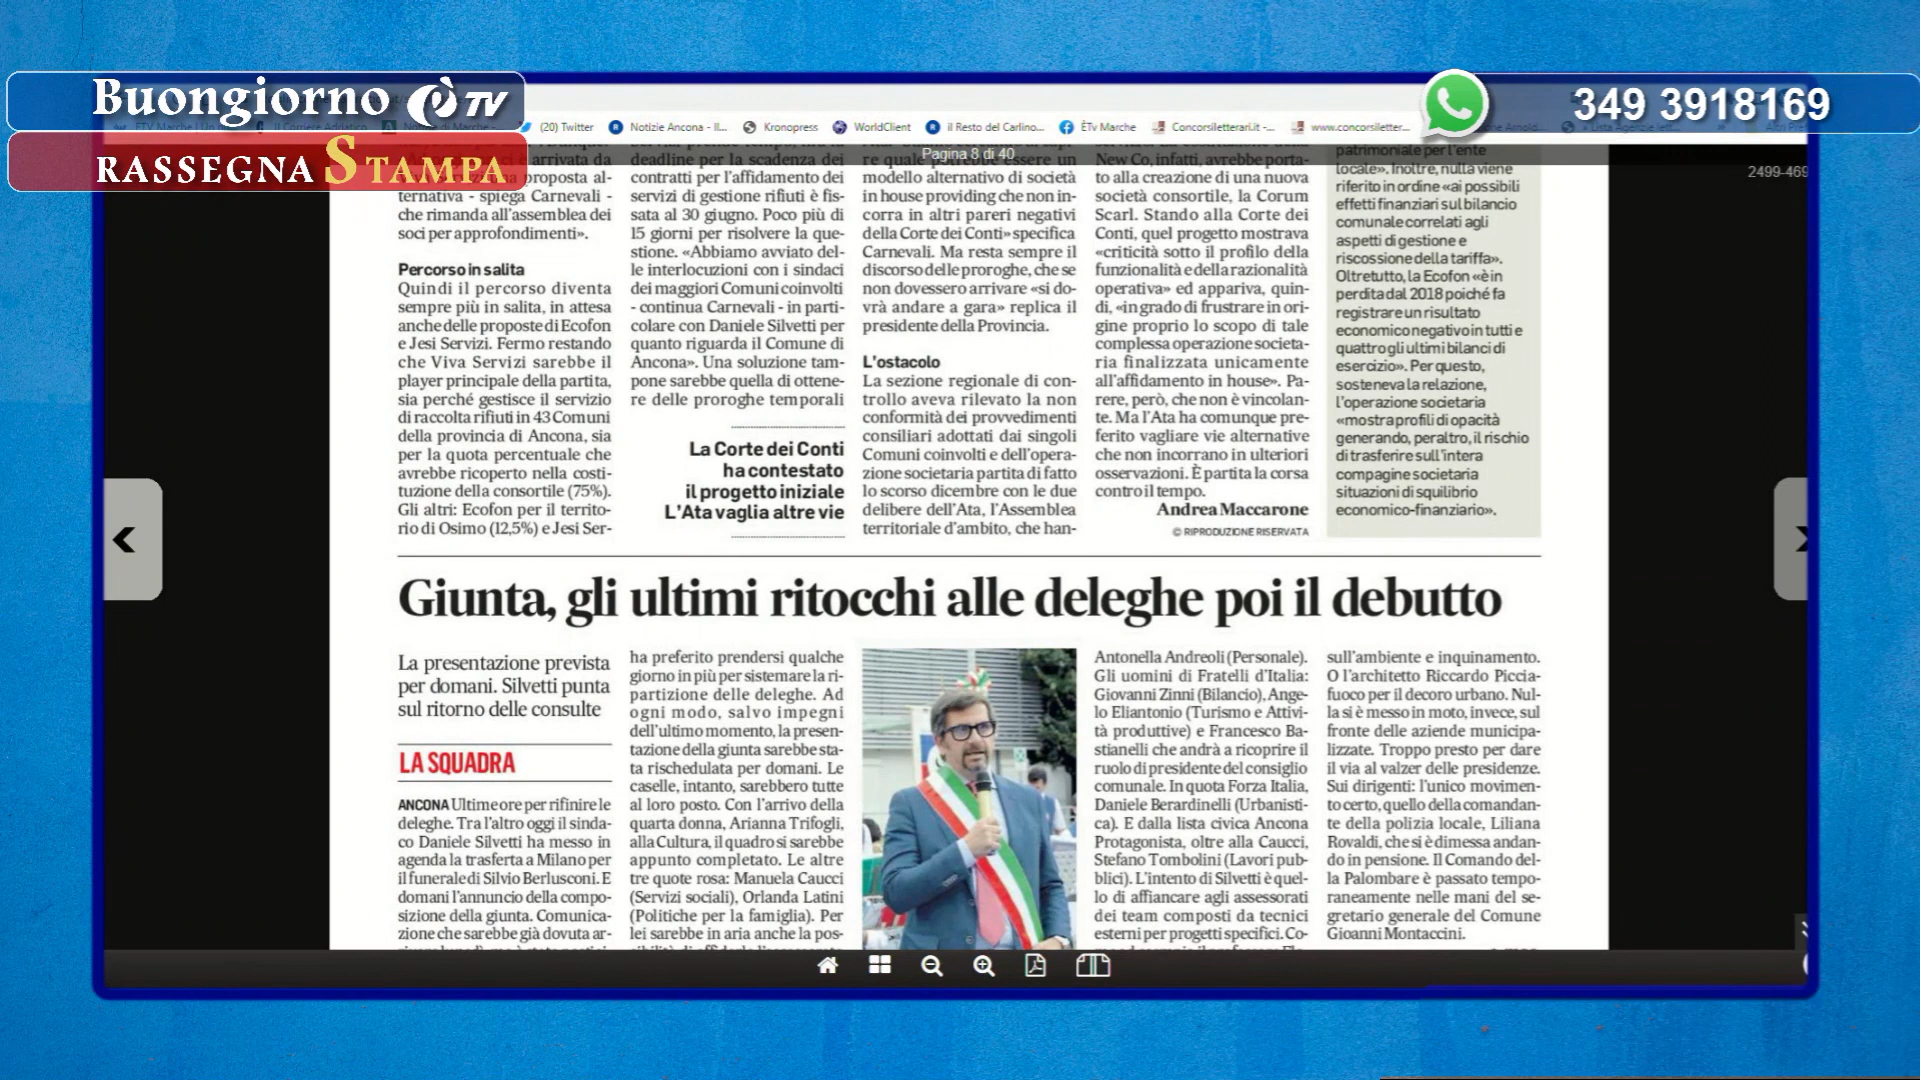 Buongiorno èTV
RASSEGNA STAMPA
349 3918169
(20) Twitter
Notizie Ancona - Il...
Kronopress
WorldClient
il Resto del Carlino...
ÈTv Marche
Concorsiletterari.it -...
www.concorsiletter...
Pagina 8 di 40
2499-469
arrivata da
proposta al-
ternativa - spiega Carnevali -
che rimanda all'assemblea dei
soci per approfondimenti».
Percorso in salita
Quindi il percorso diventa
sempre più in salita, in attesa
anche delle proposte di Ecofon
e Jesi Servizi. Fermo restando
che Viva Servizi sarebbe il
player principale della partita,
sia perché gestisce il servizio
di raccolta rifiuti in 43 Comuni
della provincia di Ancona, sia
per la quota percentuale che
avrebbe ricoperto nella costi-
tuzione della consortile (75%).
Gli altri: Ecofon per il territo-
rio di Osimo (12,5%) e Jesi Ser-
deadline per la scadenza dei
contratti per l'affidamento dei
servizi di gestione rifiuti è fis-
sata al 30 giugno. Poco più di
15 giorni per risolvere la que-
stione. «Abbiamo avviato del-
le interlocuzioni con i sindaci
dei maggiori Comuni coinvolti
- continua Carnevali - in parti-
colare con Daniele Silvetti per
quanto riguarda il Comune di
Ancona». Una soluzione tam-
pone sarebbe quella di ottene-
re delle proroghe temporali
La Corte dei Conti
ha contestato
il progetto iniziale
L'Ata vaglia altre vie
re quale potrebbe essere un
modello alternativo di società
in house providing che non in-
corra in altri pareri negativi
della Corte dei Conti» specifica
Carnevali. Ma resta sempre il
discorso delle proroghe, che se
non dovessero arrivare «si do-
vrà andare a gara» replica il
presidente della Provincia.
L'ostacolo
La sezione regionale di con-
trollo aveva rilevato la non
conformità dei provvedimenti
consiliari adottati dai singoli
Comuni coinvolti e dell'opera-
zione societaria partita di fatto
lo scorso dicembre con le due
delibere dell'Ata, l'Assemblea
territoriale d'ambito, che han-
New Co, infatti, avrebbe porta-
to alla creazione di una nuova
società consortile, la Corum
Scarl. Stando alla Corte dei
Conti, quel progetto mostrava
«criticità sotto il profilo della
funzionalità e della razionalità
operativa» ed appariva, quin-
di, «in grado di frustrare in ori-
gine proprio lo scopo di tale
complessa operazione societa-
ria finalizzata unicamente
all'affidamento in house». Pa-
rere, però, che non è vincolan-
te. Ma l'Ata ha comunque pre-
ferito vagliare vie alternative
che non incorrano in ulteriori
osservazioni. È partita la corsa
contro il tempo.
Andrea Maccarone
© RIPRODUZIONE RISERVATA
patrimoniale per l'ente
locale». Inoltre, nulla viene
riferito in ordine «ai possibili
effetti finanziari sul bilancio
comunale correlati agli
aspetti di gestione e
riscossione della tariffa».
Oltretutto, la Ecofon «è in
perdita dal 2018 poiché fa
registrare un risultato
economico negativo in tutti e
quattro gli ultimi bilanci di
esercizio». Per questo,
sosteneva la relazione,
l'operazione societaria
«mostra profili di opacità
generando, peraltro, il rischio
di trasferire sull'intera
compagine societaria
situazioni di squilibrio
economico-finanziario».
Giunta, gli ultimi ritocchi alle deleghe poi il debutto
La presentazione prevista
per domani. Silvetti punta
sul ritorno delle consulte
LA SQUADRA
ANCONA Ultime ore per rifinire le
deleghe. Tra l'altro oggi il sinda-
co Daniele Silvetti ha messo in
agenda la trasferta a Milano per
il funerale di Silvio Berlusconi. E
domani l'annuncio della compo-
sizione della giunta. Comunica-
zione che sarebbe già dovuta ar-
ha preferito prendersi qualche
giorno in più per sistemare la ri-
partizione delle deleghe. Ad
ogni modo, salvo impegni
dell'ultimo momento, la presen-
tazione della giunta sarebbe sta-
ta rischedulata per domani. Le
caselle, intanto, sarebbero tutte
al loro posto. Con l'arrivo della
quarta donna, Arianna Trifogli,
alla Cultura, il quadro si sarebbe
appunto completato. Le altre
tre quote rosa: Manuela Caucci
(Servizi sociali), Orlanda Latini
(Politiche per la famiglia). Per
lei sarebbe in aria anche la pos-
Antonella Andreoli (Personale).
Gli uomini di Fratelli d'Italia:
Giovanni Zinni (Bilancio), Ange-
lo Eliantonio (Turismo e Attivi-
tà produttive) e Francesco Ba-
stianelli che andrà a ricoprire il
ruolo di presidente del consiglio
comunale. In quota Forza Italia,
Daniele Berardinelli (Urbanisti-
ca). E dalla lista civica Ancona
Protagonista, oltre alla Caucci,
Stefano Tombolini (Lavori pub-
blici). L'intento di Silvetti è quel-
lo di affiancare agli assessorati
dei team composti da tecnici
esterni per progetti specifici. Co-
sull'ambiente e inquinamento.
O l'architetto Riccardo Piccia-
fuoco per il decoro urbano. Nul-
la si è messo in moto, invece, sul
fronte delle aziende municipa-
lizzate. Troppo presto per dare
il via al valzer delle presidenze.
Sui dirigenti: l'unico movimen-
to certo, quello della comandan-
te della polizia locale, Liliana
Rovaldi, che si è dimessa andan-
do in pensione. Il Comando del-
la Palombare è passato tempo-
raneamente nelle mani del se-
gretario generale del Comune
Gioanni Montaccini.